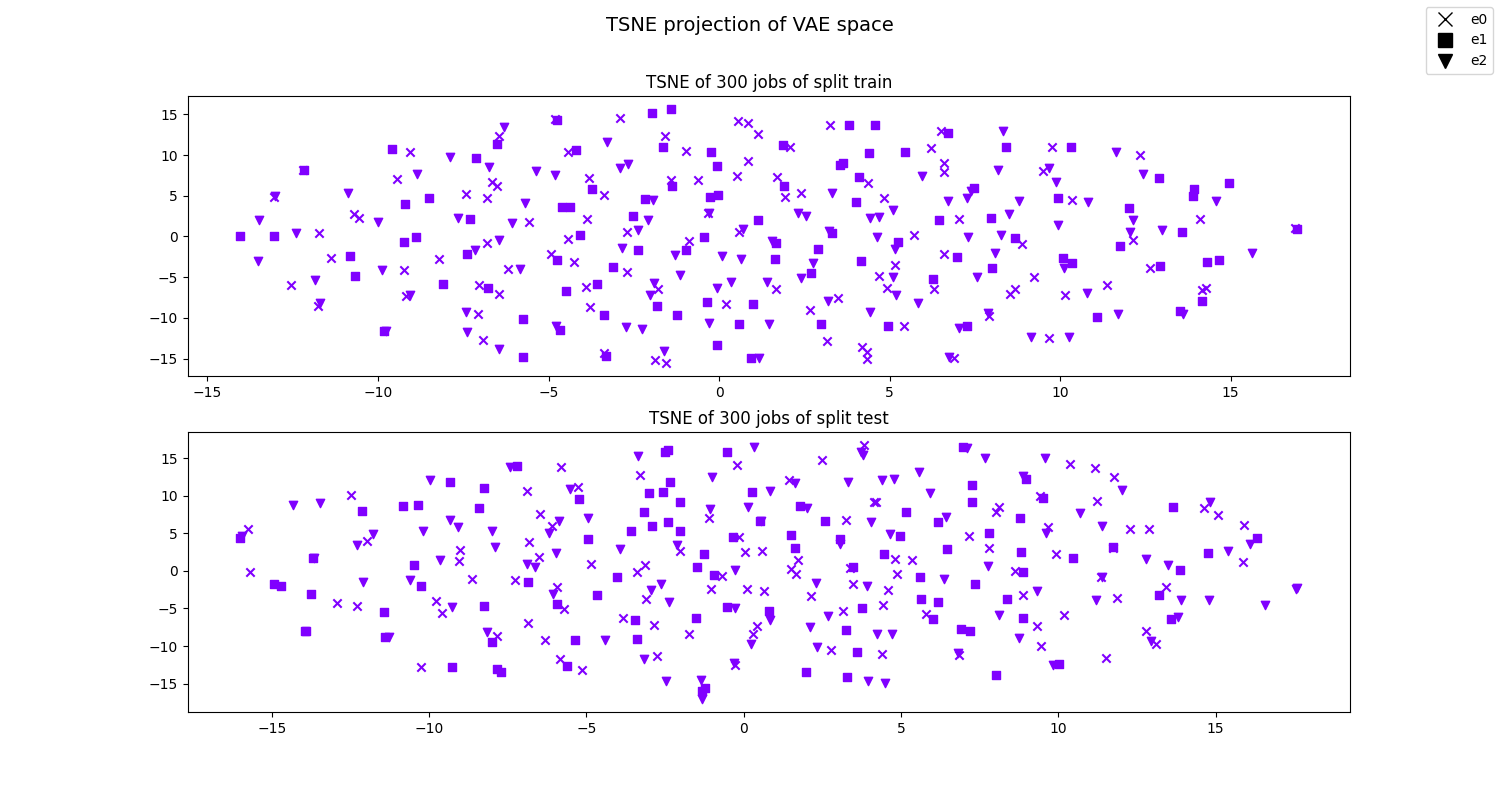 TSNE projection of VAE space
e0
e1
e2
TSNE of 300 jobs of split train
15
10
5
0
−5
−10
−15
−15 −10 −5 0 5 10 15
TSNE of 300 jobs of split test
15
10
5
0
−5
−10
−15
−15 −10 −5 0 5 10 15